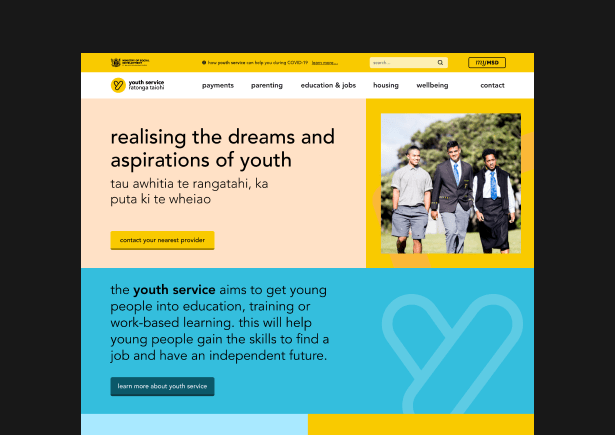 MINISTRY OF SOCIAL
DEVELOPMENT
how youth service can help you during COVID-19 learn more...
search...
myMSD
youth service
ratonga taiohi
payments
parenting
education & jobs
housing
wellbeing
contact
realising the dreams and
aspirations of youth
tau awhitia te rangatahi, ka
puta ki te wheiao
contact your nearest provider
the youth service aims to get young
people into education, training or
work-based learning. this will help
young people gain the skills to find a
job and have an independent future.
learn more about youth service